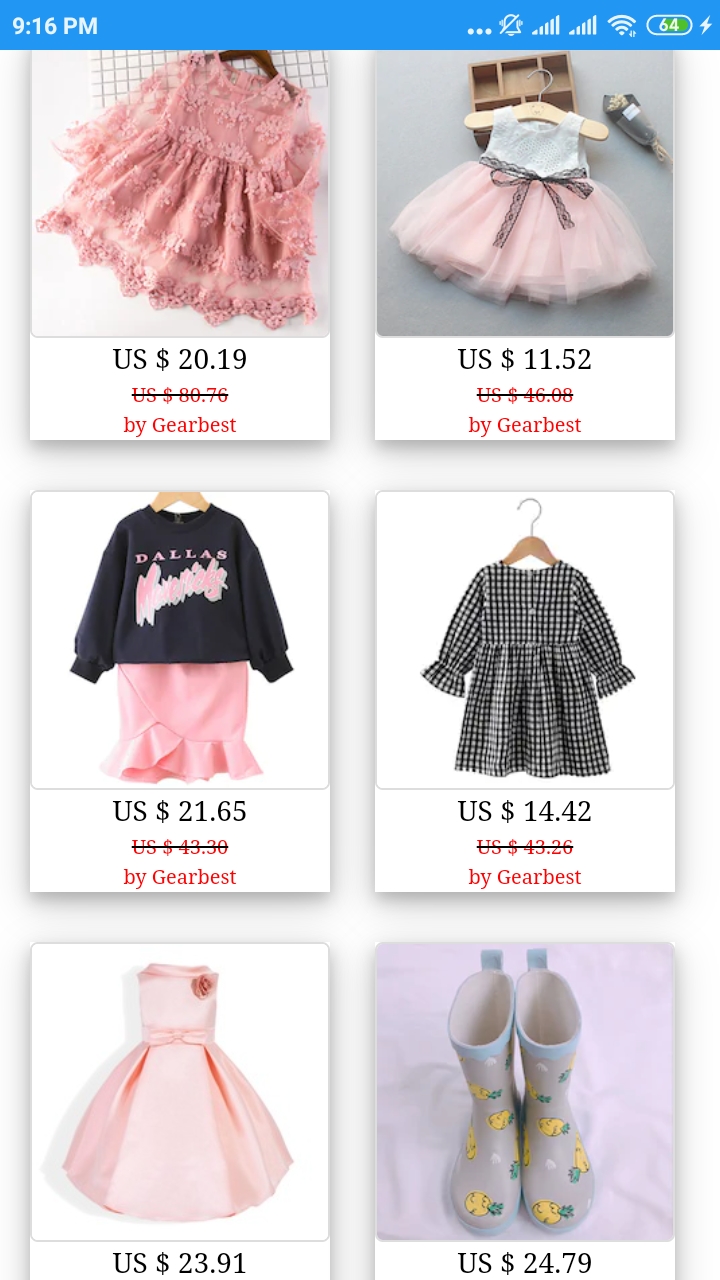 9:16 PM
64
US $ 20.19
US $ 80.76
by Gearbest
US $ 11.52
US $ 46.08
by Gearbest
DALLAS
Mavericks
US $ 21.65
US $ 43.30
by Gearbest
US $ 14.42
US $ 43.26
by Gearbest
US $ 23.91
US $ 24.79